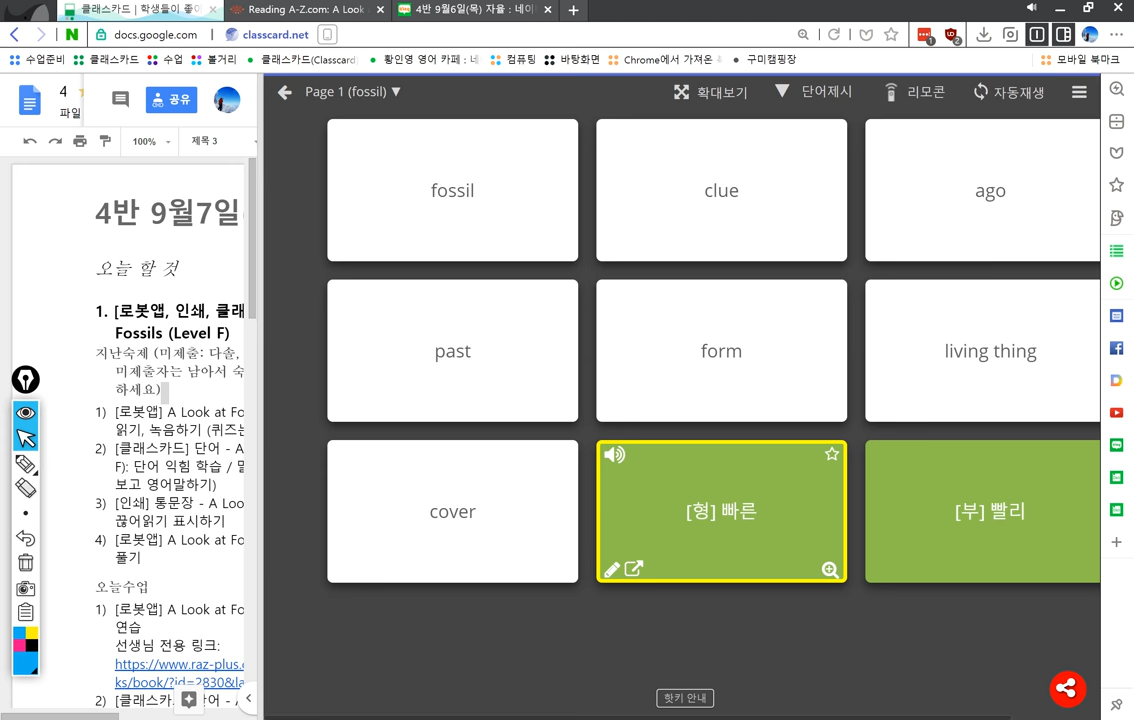 클래스카드 | 학생들이 좋아
Reading A-Z.com: A Look
4반 9월6일(목) 자율 : 네이
docs.google.com
classcard.net
1
2
수업준비
클래스카드
수업
볼거리
클래스카드(Classcard
황인영 영어 카페 : 네
컴퓨팅
바탕화면
Chrome에서 가져온
구미캠핑장
모바일 북마크
4
파일
공유
100%
제목 3
4반 9월7일(
오늘 할 것
1. [로봇앱, 인쇄, 클래
Fossils (Level F)
지난숙제 (미제출: 다솔,
미제출자는 남아서 숙
하세요)
1) [로봇앱] A Look at Fo
읽기, 녹음하기 (퀴즈는
2) [클래스카드] 단어 - A
F): 단어 익힘 학습 / 말
보고 영어말하기)
3) [인쇄] 통문장 - A Loo
끊어읽기 표시하기
4) [로봇앱] A Look at Fo
풀기
오늘수업
1) [로봇앱] A Look at Fo
연습
선생님 전용 링크:
https://www.raz-plus.c
ks/book/?id=2830&la
2) [클래스카드] 단어 - A
Page 1 (fossil) ▼
확대보기
단어제시
리모콘
자동재생
fossil
clue
ago
past
form
living thing
cover
[형] 빠른
[부] 빨리
핫키 안내